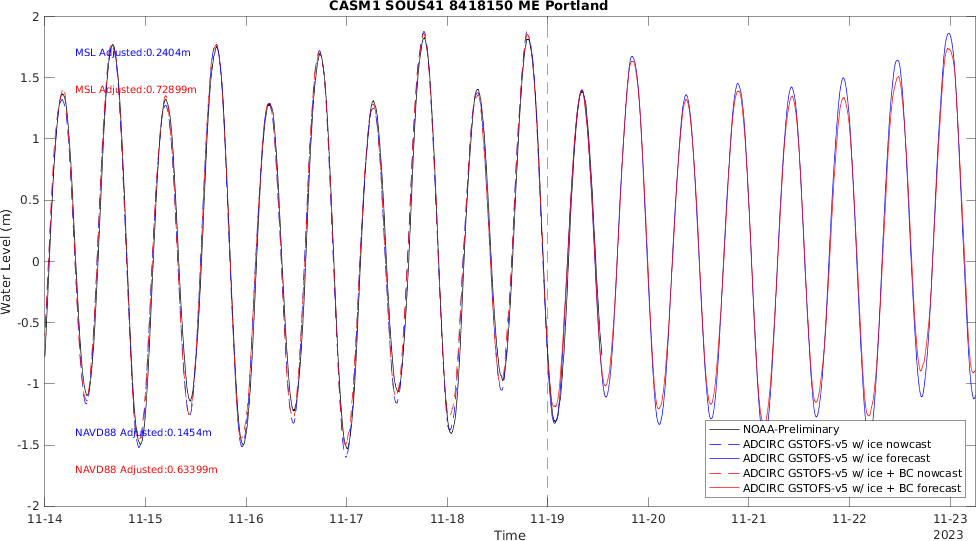 CASM1 SOUS41 8418150 ME Portland
2
1.5
1
0.5
0
-0.5
-1
-1.5
-2
Water Level (m)
MSL Adjusted:0.2404m
MSL Adjusted:0.72899m
NAVD88 Adjusted:0.1454m
NAVD88 Adjusted:0.63399m
NOAA-Preliminary
ADCIRC GSTOFS-v5 w/ ice nowcast
ADCIRC GSTOFS-v5 w/ ice forecast
ADCIRC GSTOFS-v5 w/ ice + BC nowcast
ADCIRC GSTOFS-v5 w/ ice + BC forecast
11-14 11-15 11-16 11-17 11-18 11-19 11-20 11-21 11-22 11-23
Time
2023